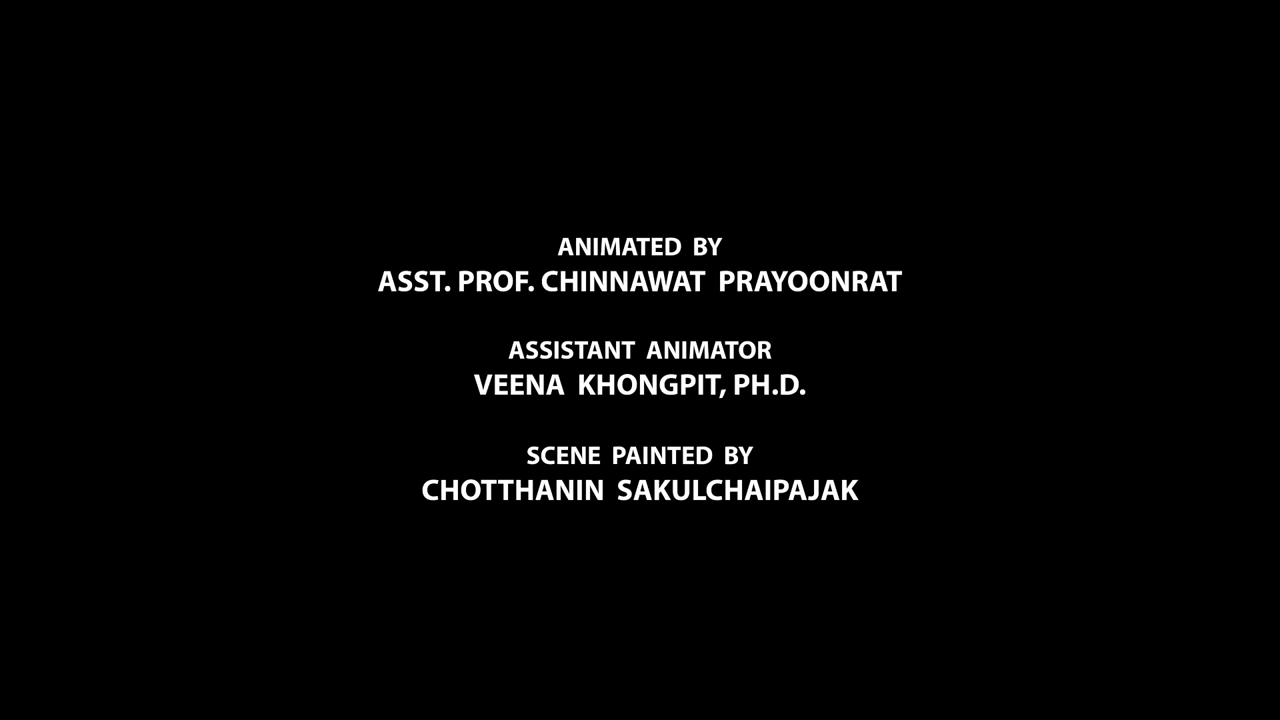 ANIMATED BY
ASST. PROF. CHINNAWAT PRAYOONRAT
ASSISTANT ANIMATOR
VEENA KHONGPIT, PH.D.
SCENE PAINTED BY
CHOTTHANIN SAKULCHAIPAJAK